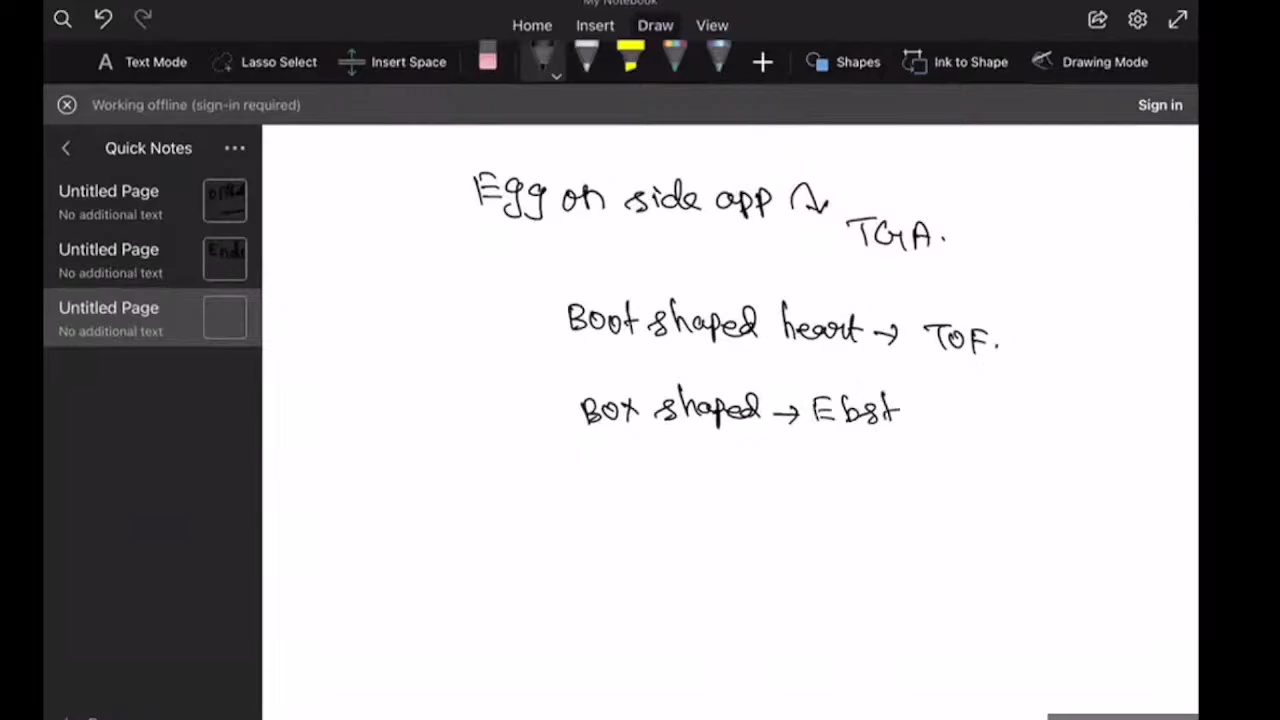 My Notebook
Home Insert Draw View
Text Mode Lasso Select Insert Space Shapes Ink to Shape Drawing Mode
Working offline (sign-in required) Sign in
Quick Notes
Untitled Page
No additional text
Untitled Page
No additional text
Untitled Page
No additional text
Egg on side app →
TGA.
Boot shaped heart → TOF.
Box shaped → Ebst